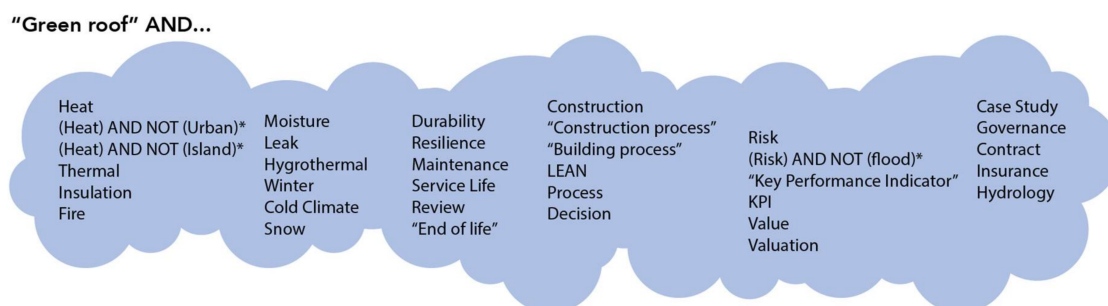 “Green roof” AND...
Heat
(Heat) AND NOT (Urban)*
(Heat) AND NOT (Island)*
Thermal
Insulation
Fire
Moisture
Leak
Hygrothermal
Winter
Cold Climate
Snow
Durability
Resilience
Maintenance
Service Life
Review
“End of life”
Construction
“Construction process”
“Building process”
LEAN
Process
Decision
Risk
(Risk) AND NOT (flood)*
“Key Performance Indicator”
KPI
Value
Valuation
Case Study
Governance
Contract
Insurance
Hydrology